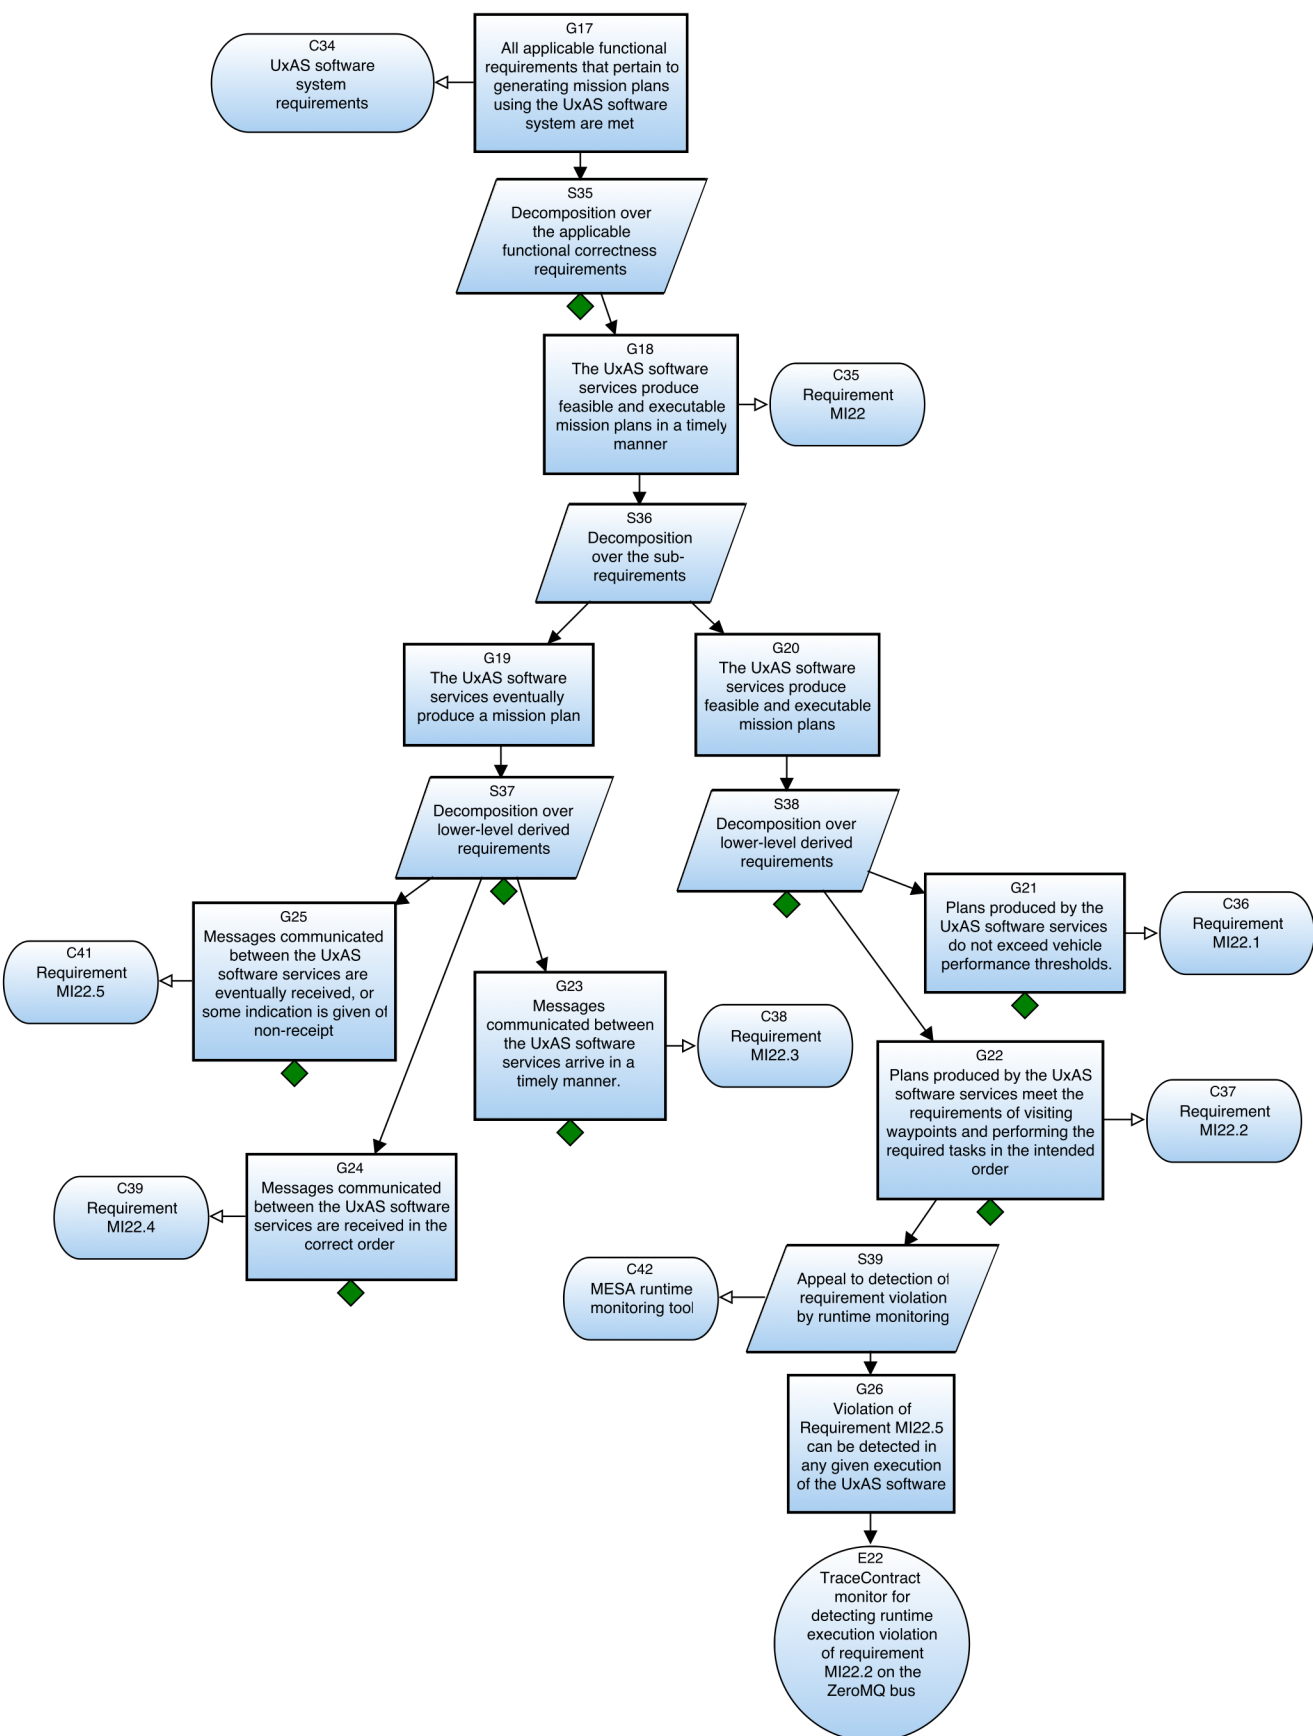 G17
All applicable functional
requirements that pertain to
generating mission plans
using the UxAS software
system are met
C34
UxAS software
system
requirements
S35
Decomposition over
the applicable
functional correctness
requirements
G18
The UxAS software
services produce
feasible and executable
mission plans in a timely
manner
C35
Requirement
MI22
S36
Decomposition
over the sub-
requirements
G19
The UxAS software
services eventually
produce a mission plan
G20
The UxAS software
services produce
feasible and executable
mission plans
S37
Decomposition over
lower-level derived
requirements
S38
Decomposition over
lower-level derived
requirements
G21
Plans produced by the
UxAS software services
do not exceed vehicle
performance thresholds.
C36
Requirement
MI22.1
G25
Messages communicated
between the UxAS
software services are
eventually received, or
some indication is given of
non-receipt
C41
Requirement
MI22.5
G23
Messages
communicated between
the UxAS software
services arrive in a
timely manner.
C38
Requirement
MI22.3
G22
Plans produced by the UxAS
software services meet the
requirements of visiting
waypoints and performing the
required tasks in the intended
order
C37
Requirement
MI22.2
G24
Messages communicated
between the UxAS software
services are received in the
correct order
C39
Requirement
MI22.4
S39
Appeal to detection of
requirement violation
by runtime monitoring
C42
MESA runtime
monitoring tool
G26
Violation of
Requirement MI22.5
can be detected in
any given execution
of the UxAS software
E22
TraceContract
monitor for
detecting runtime
execution violation
of requirement
MI22.2 on the
ZeroMQ bus